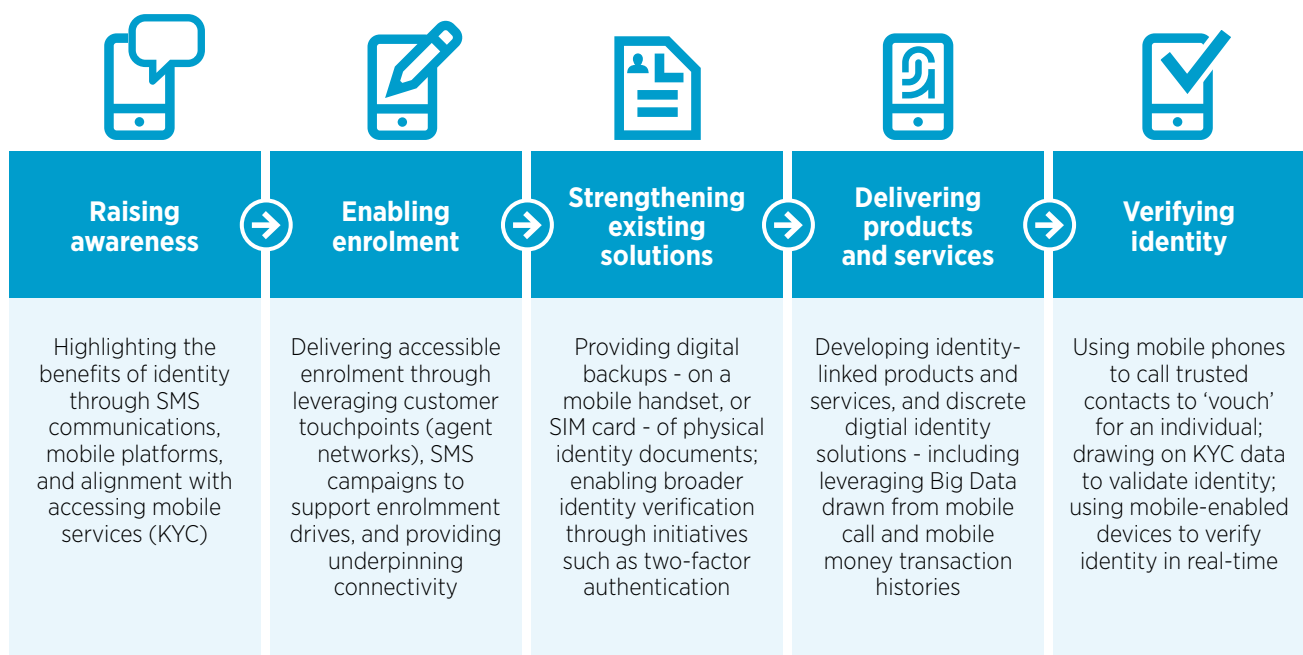 Raising
awareness
Enabling
enrolment
Strengthening
existing
solutions
Delivering
products
and services
Verifying
identity
Highlighting the
benefits of identity
through SMS
communications,
mobile platforms,
and alignment with
accessing mobile
services (KYC)
Delivering accessible
enrolment through
leveraging customer
touchpoints (agent
networks), SMS
campaigns to
support enrolmment
drives, and providing
underpinning
connectivity
Providing digital
backups - on a
mobile handset, or
SIM card - of physical
identity documents;
enabling broader
identity verification
through initiatives
such as two-factor
authentication
Developing identity-
linked products and
services, and discrete
digtial identity
solutions - including
leveraging Big Data
drawn from mobile
call and mobile
money transaction
histories
Using mobile phones
to call trusted
contacts to ‘vouch’
for an individual;
drawing on KYC data
to validate identity;
using mobile-enabled
devices to verify
identity in real-time